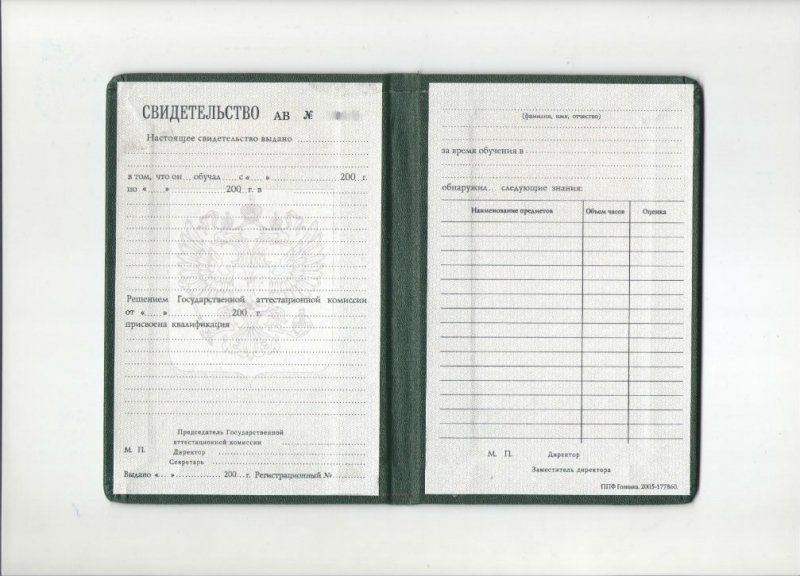 СВИДЕТЕЛЬСТВО АВ №
Настоящее свидетельство выдано
в том, что он ... обучал ... с « ... » ... 200 ... г.
по « ... » ... 200 ... г. в
Решением Государственной аттестационной комиссии
от « ... » ... 200 ... г.
присвоена квалификация
Председатель Государственной
аттестационной комиссии
М. П. Директор
Секретарь
Выдано « ... » ... 200 ... г. Регистрационный №
(фамилия, имя, отчество)
за время обучения в
обнаружил ... следующие знания:
Наименование предметов Объем часов Оценка
М. П. Директор
Заместитель директора
ППФ Гознака. 2005-177860.